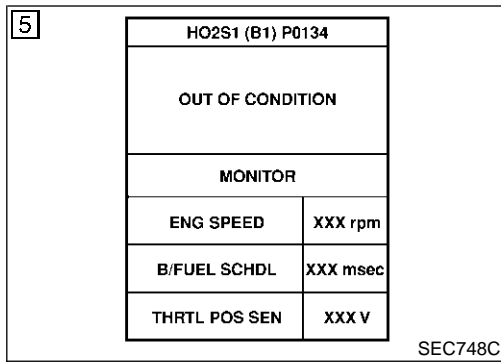 5
HO2S1 (B1) P0134
OUT OF CONDITION
MONITOR
ENG SPEED XXX rpm
B/FUEL SCHDL XXX msec
THRTL POS SEN XXX V
SEC748C